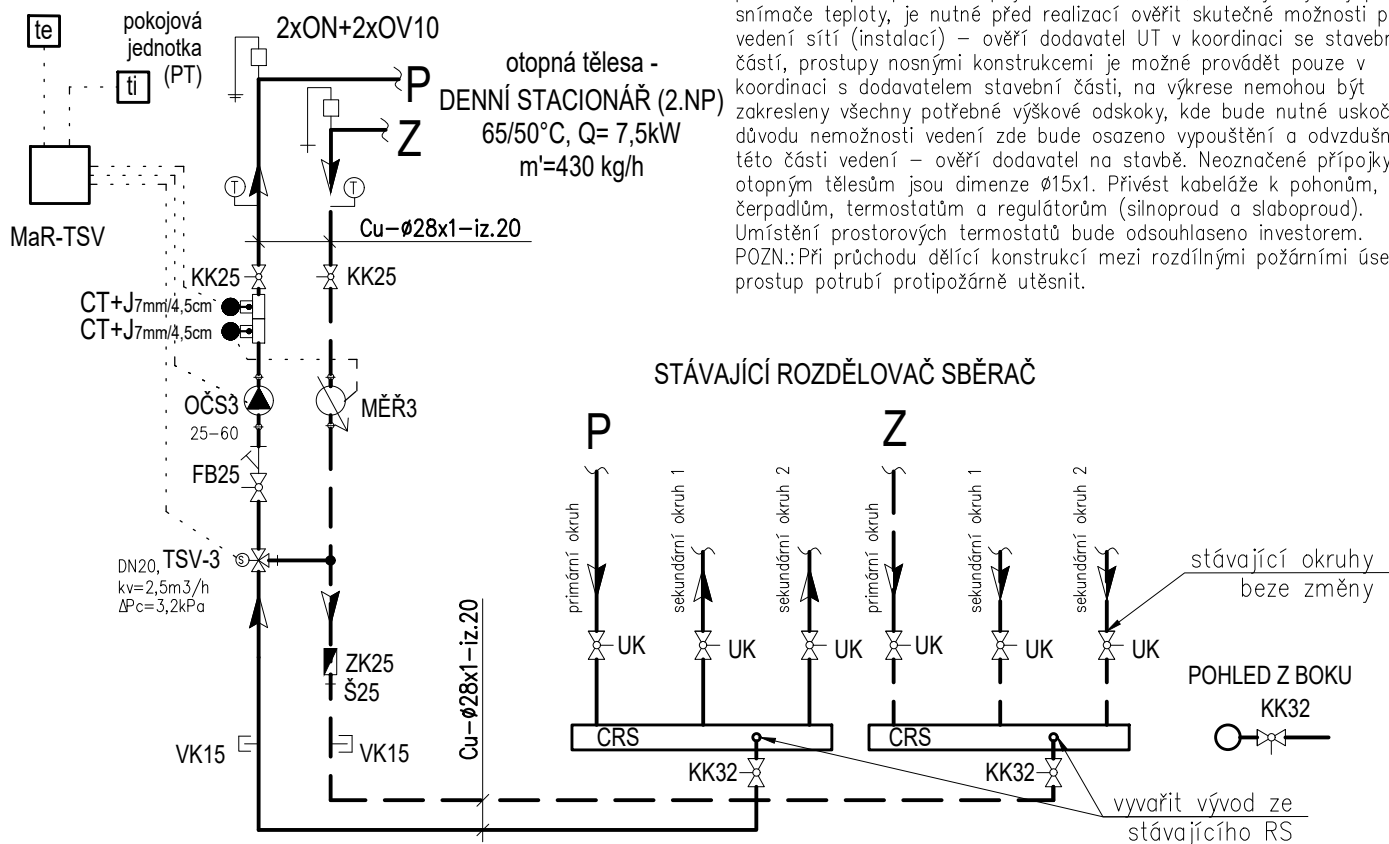 te
pokojová
jednotka
(PT)
ti
2xON+2xOV10
MaR-TSV
P
Z
otopná tělesa -
DENNÍ STACIONÁŘ (2.NP)
65/50°C, Q= 7,5kW
m'=430 kg/h
snímače teploty, je nutné před realizací ověřit skutečné možnosti p
vedení sítí (instalací) – ověří dodavatel UT v koordinaci se stavebn
částí, prostupy nosnými konstrukcemi je možné provádět pouze v
koordinaci s dodavatelem stavební části, na výkrese nemohou být
zakresleny všechny potřebné výškové odskoky, kde bude nutné uskoč
důvodu nemožnosti vedení zde bude osazeno vypouštění a odvzdušn
této části vedení – ověří dodavatel na stavbě. Neoznačené přípojky
otopným tělesům jsou dimenze Ø15x1. Přivést kabeláže k pohonům,
čerpadlům, termostatům a regulátorům (silnoproud a slaboproud).
Umístění prostorových termostatů bude odsouhlaseno investorem.
POZN.: Při průchodu dělící konstrukcí mezi rozdílnými požárními úse
prostup potrubí protipožárně utěsnit.
T
T
Cu-ø28x1-iz.20
KK25
KK25
CT+J7mm/4,5cm
CT+J7mm/4,5cm
OČS3
25-60
MĚŘ3
FB25
S
TSV-3
DN20,
kv=2,5m3/h
ΔPc=3,2kPa
ZK25
Š25
VK15
VK15
Cu-ø28x1-iz.20
STÁVAJÍCÍ ROZDĚLOVAČ SBĚRAČ
P
Z
primární okruh
sekundární okruh 1
sekundární okruh 2
primární okruh
sekundární okruh 1
sekundární okruh 2
UK
UK
UK
UK
UK
UK
stávající okruhy
beze změny
CRS
CRS
KK32
KK32
POHLED Z BOKU
KK32
vyvařit vývod ze
stávajícího RS